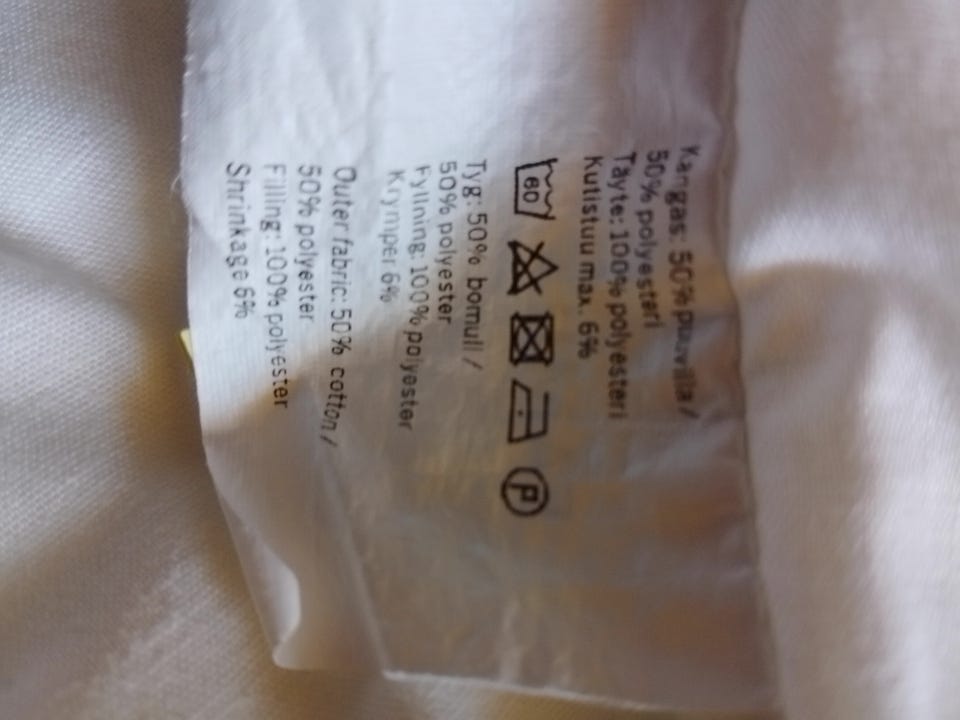 Kangas: 50% puuvilla /
50% polyesteri
Täyte: 100% polyesteri
Kutistuu max. 6%
60 P
Tyg: 50% bomull /
50% polyester
Fyllning: 100% polyester
Krymper 6%
Outer fabric: 50% cotton /
50% polyester
Filling: 100% polyester
Shrinkage 6%